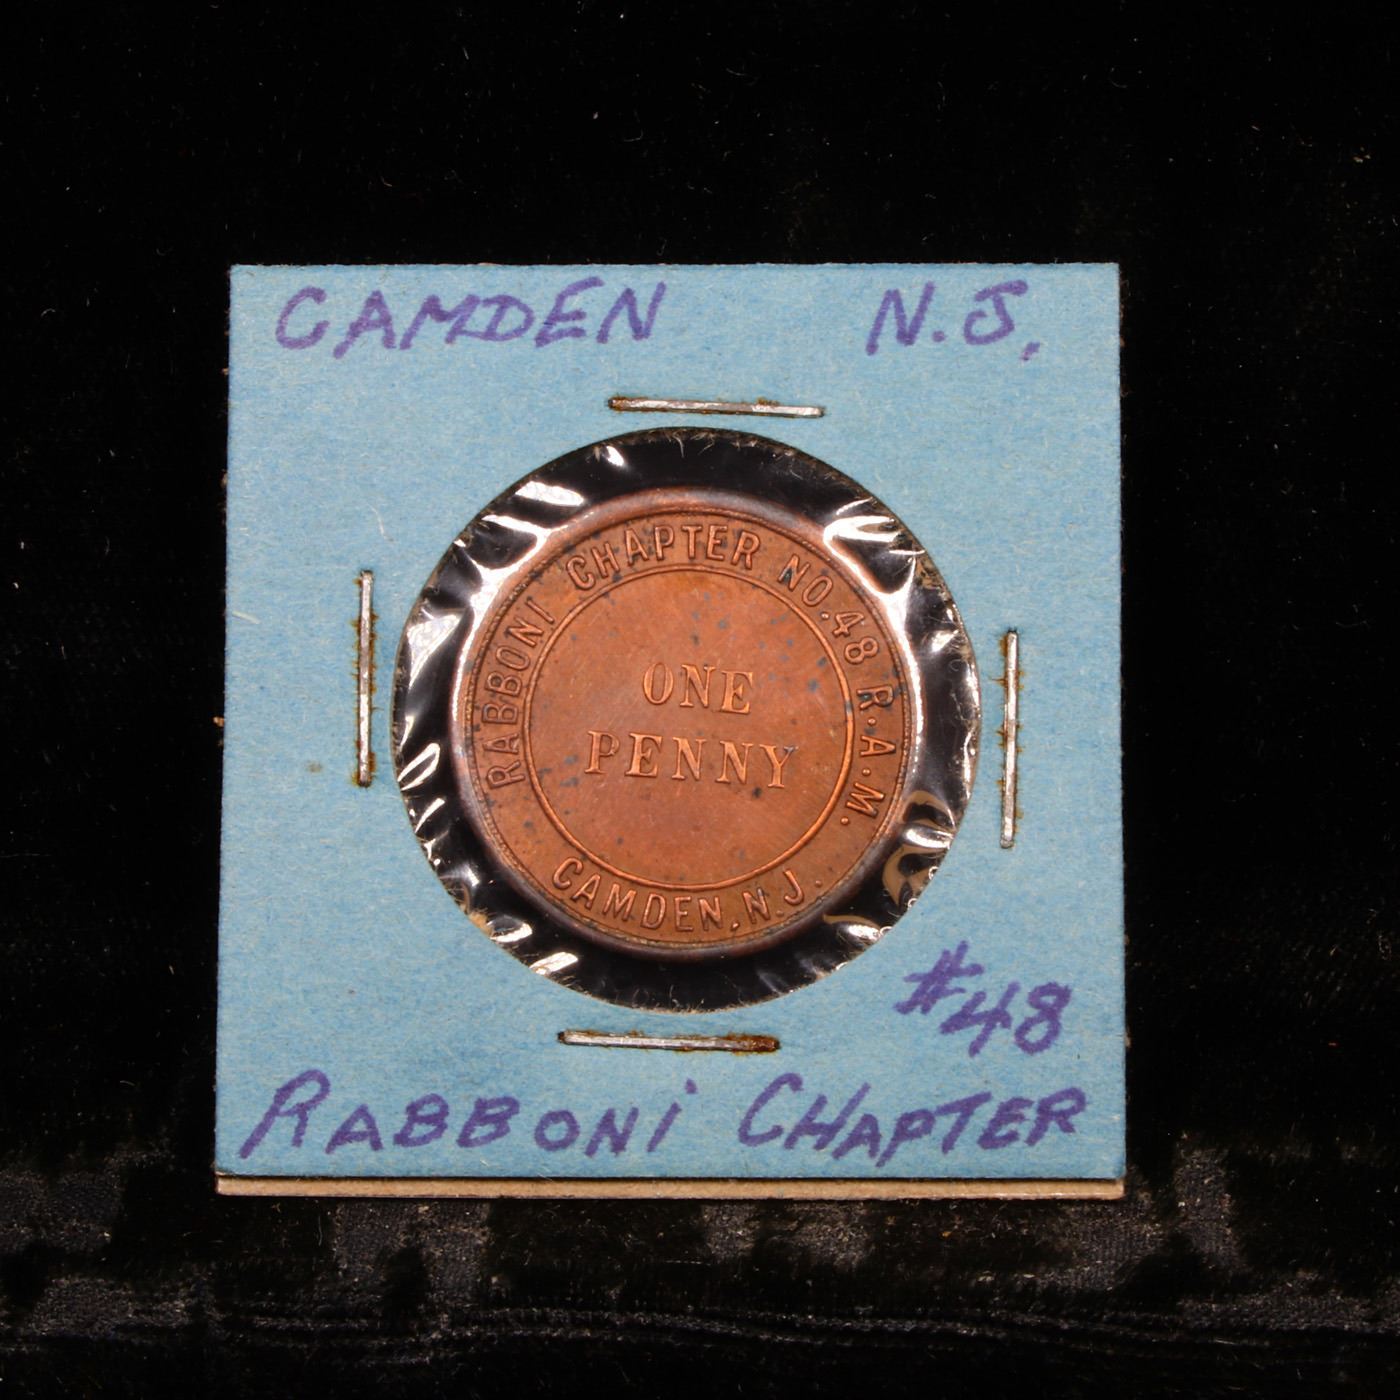 CAMDEN N.J.
RABBONI CHAPTER NO. 48 R.A.M.
ONE
PENNY
CAMDEN, N.J.
#48
RABBONi CHAPTER